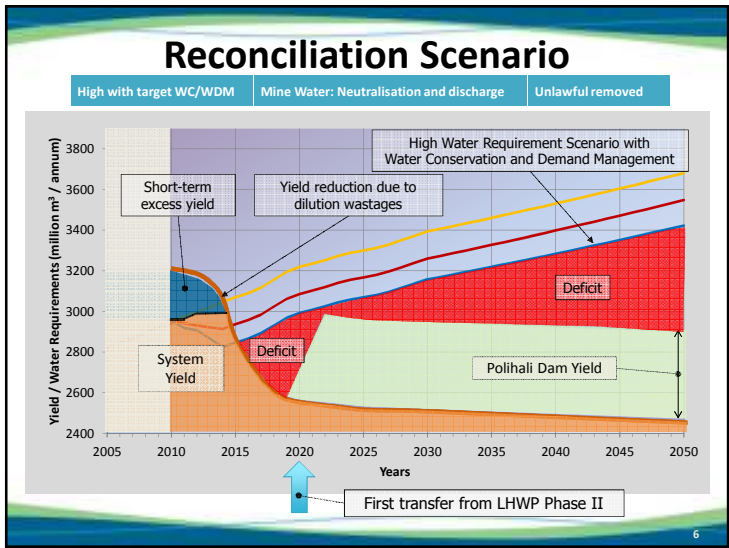 Reconciliation Scenario
High with target WC/WDM
Mine Water: Neutralisation and discharge
Unlawful removed
Yield / Water Requirements (million m³ / annum)
3800
3600
3400
3200
3000
2800
2600
2400
High Water Requirement Scenario with
Water Conservation and Demand Management
Short-term
excess yield
Yield reduction due to
dilution wastages
Deficit
Deficit
System
Yield
Polihali Dam Yield
2005
2010
2015
2020
2025
2030
2035
2040
2045
2050
Years
First transfer from LHWP Phase II
6